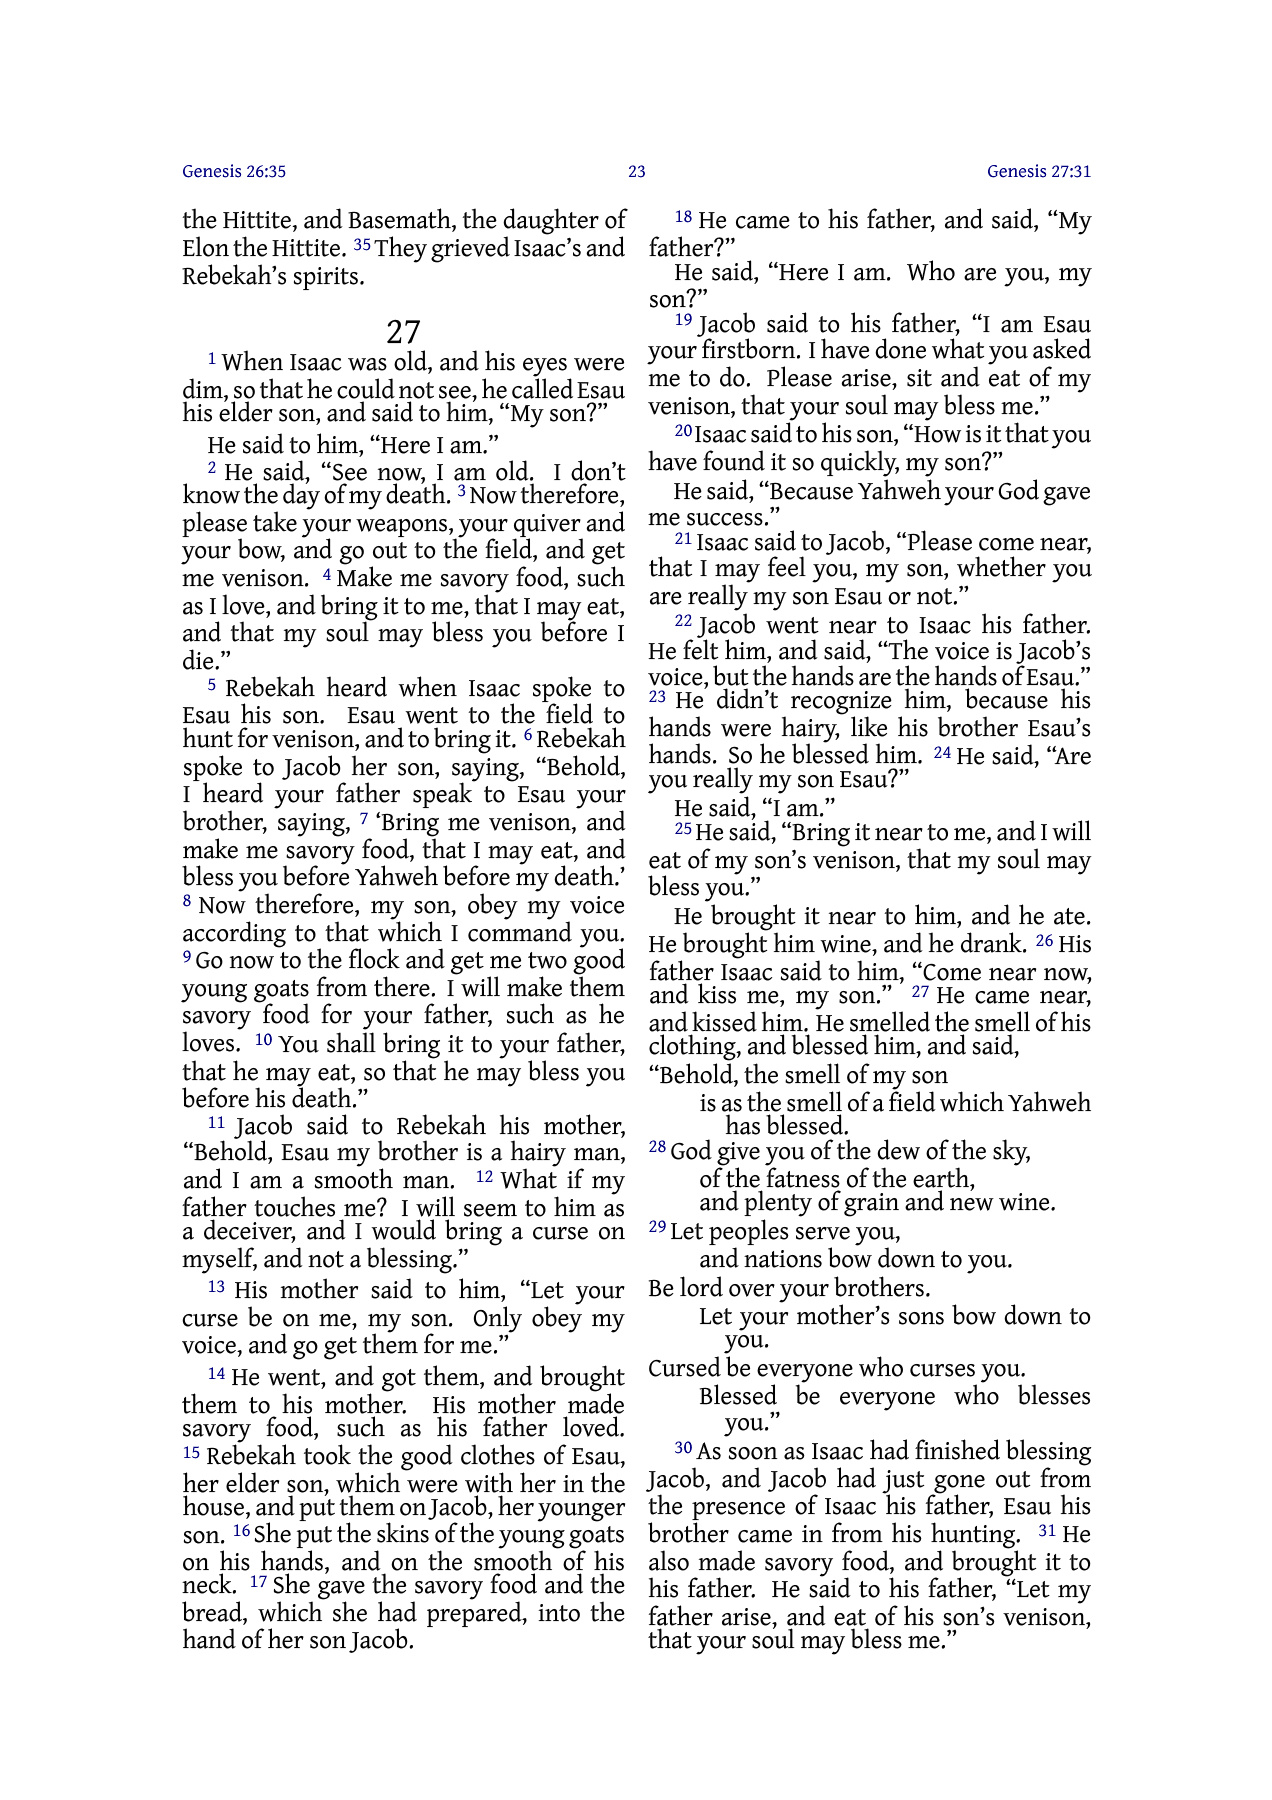 Genesis 26:35
23
Genesis 27:31
the Hittite, and Basemath, the daughter of
Elon the Hittite. 35 They grieved Isaac’s and
Rebekah’s spirits.
27
1 When Isaac was old, and his eyes were
dim, so that he could not see, he called Esau
his elder son, and said to him, “My son?”
He said to him, “Here I am.”
2 He said, “See now, I am old. I don’t
know the day of my death. 3 Now therefore,
please take your weapons, your quiver and
your bow, and go out to the field, and get
me venison. 4 Make me savory food, such
as I love, and bring it to me, that I may eat,
and that my soul may bless you before I
die.”
5 Rebekah heard when Isaac spoke to
Esau his son. Esau went to the field to
hunt for venison, and to bring it. 6 Rebekah
spoke to Jacob her son, saying, “Behold,
I heard your father speak to Esau your
brother, saying, 7 ‘Bring me venison, and
make me savory food, that I may eat, and
bless you before Yahweh before my death.’
8 Now therefore, my son, obey my voice
according to that which I command you.
9 Go now to the flock and get me two good
young goats from there. I will make them
savory food for your father, such as he
loves. 10 You shall bring it to your father,
that he may eat, so that he may bless you
before his death.”
11 Jacob said to Rebekah his mother,
“Behold, Esau my brother is a hairy man,
and I am a smooth man. 12 What if my
father touches me? I will seem to him as
a deceiver, and I would bring a curse on
myself, and not a blessing.”
13 His mother said to him, “Let your
curse be on me, my son. Only obey my
voice, and go get them for me.”
14 He went, and got them, and brought
them to his mother. His mother made
savory food, such as his father loved.
15 Rebekah took the good clothes of Esau,
her elder son, which were with her in the
house, and put them on Jacob, her younger
son. 16 She put the skins of the young goats
on his hands, and on the smooth of his
neck. 17 She gave the savory food and the
bread, which she had prepared, into the
hand of her son Jacob.
18 He came to his father, and said, “My
father?”
He said, “Here I am. Who are you, my
son?”
19 Jacob said to his father, “I am Esau
your firstborn. I have done what you asked
me to do. Please arise, sit and eat of my
venison, that your soul may bless me.”
20 Isaac said to his son, “How is it that you
have found it so quickly, my son?”
He said, “Because Yahweh your God gave
me success.”
21 Isaac said to Jacob, “Please come near,
that I may feel you, my son, whether you
are really my son Esau or not.”
22 Jacob went near to Isaac his father.
He felt him, and said, “The voice is Jacob’s
voice, but the hands are the hands of Esau.”
23 He didn’t recognize him, because his
hands were hairy, like his brother Esau’s
hands. So he blessed him. 24 He said, “Are
you really my son Esau?”
He said, “I am.”
25 He said, “Bring it near to me, and I will
eat of my son’s venison, that my soul may
bless you.”
He brought it near to him, and he ate.
He brought him wine, and he drank. 26 His
father Isaac said to him, “Come near now,
and kiss me, my son.” 27 He came near,
and kissed him. He smelled the smell of his
clothing, and blessed him, and said,
“Behold, the smell of my son
is as the smell of a field which Yahweh
has blessed.
28 God give you of the dew of the sky,
of the fatness of the earth,
and plenty of grain and new wine.
29 Let peoples serve you,
and nations bow down to you.
Be lord over your brothers.
Let your mother’s sons bow down to
you.
Cursed be everyone who curses you.
Blessed be everyone who blesses
you.”
30 As soon as Isaac had finished blessing
Jacob, and Jacob had just gone out from
the presence of Isaac his father, Esau his
brother came in from his hunting. 31 He
also made savory food, and brought it to
his father. He said to his father, “Let my
father arise, and eat of his son’s venison,
that your soul may bless me.”